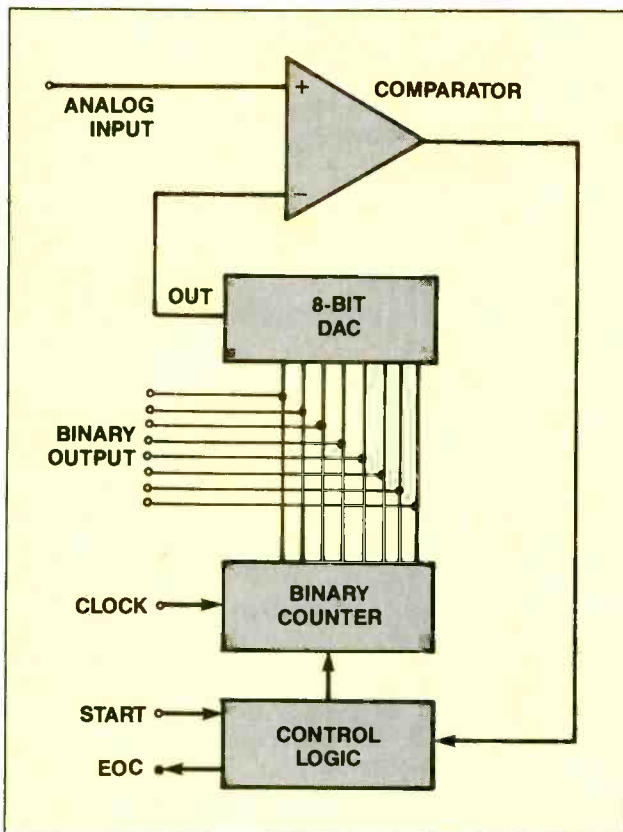 ANALOG
INPUT
+
COMPARATOR
−
OUT
8-BIT
DAC
BINARY
OUTPUT
CLOCK
BINARY
COUNTER
START
EOC
CONTROL
LOGIC